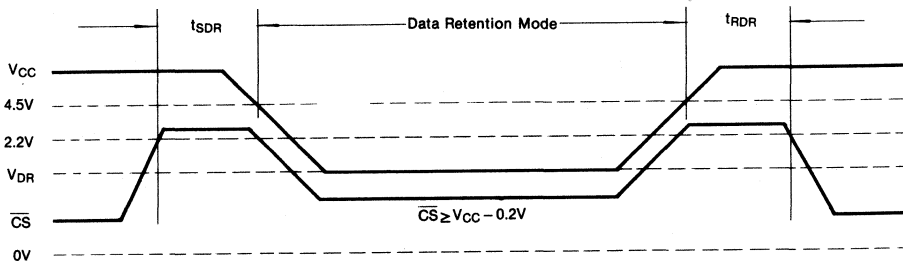 tSDR
Data Retention Mode
tRDR
VCC
4.5V
2.2V
VDR
CS
CS ≥ VCC – 0.2V
0V